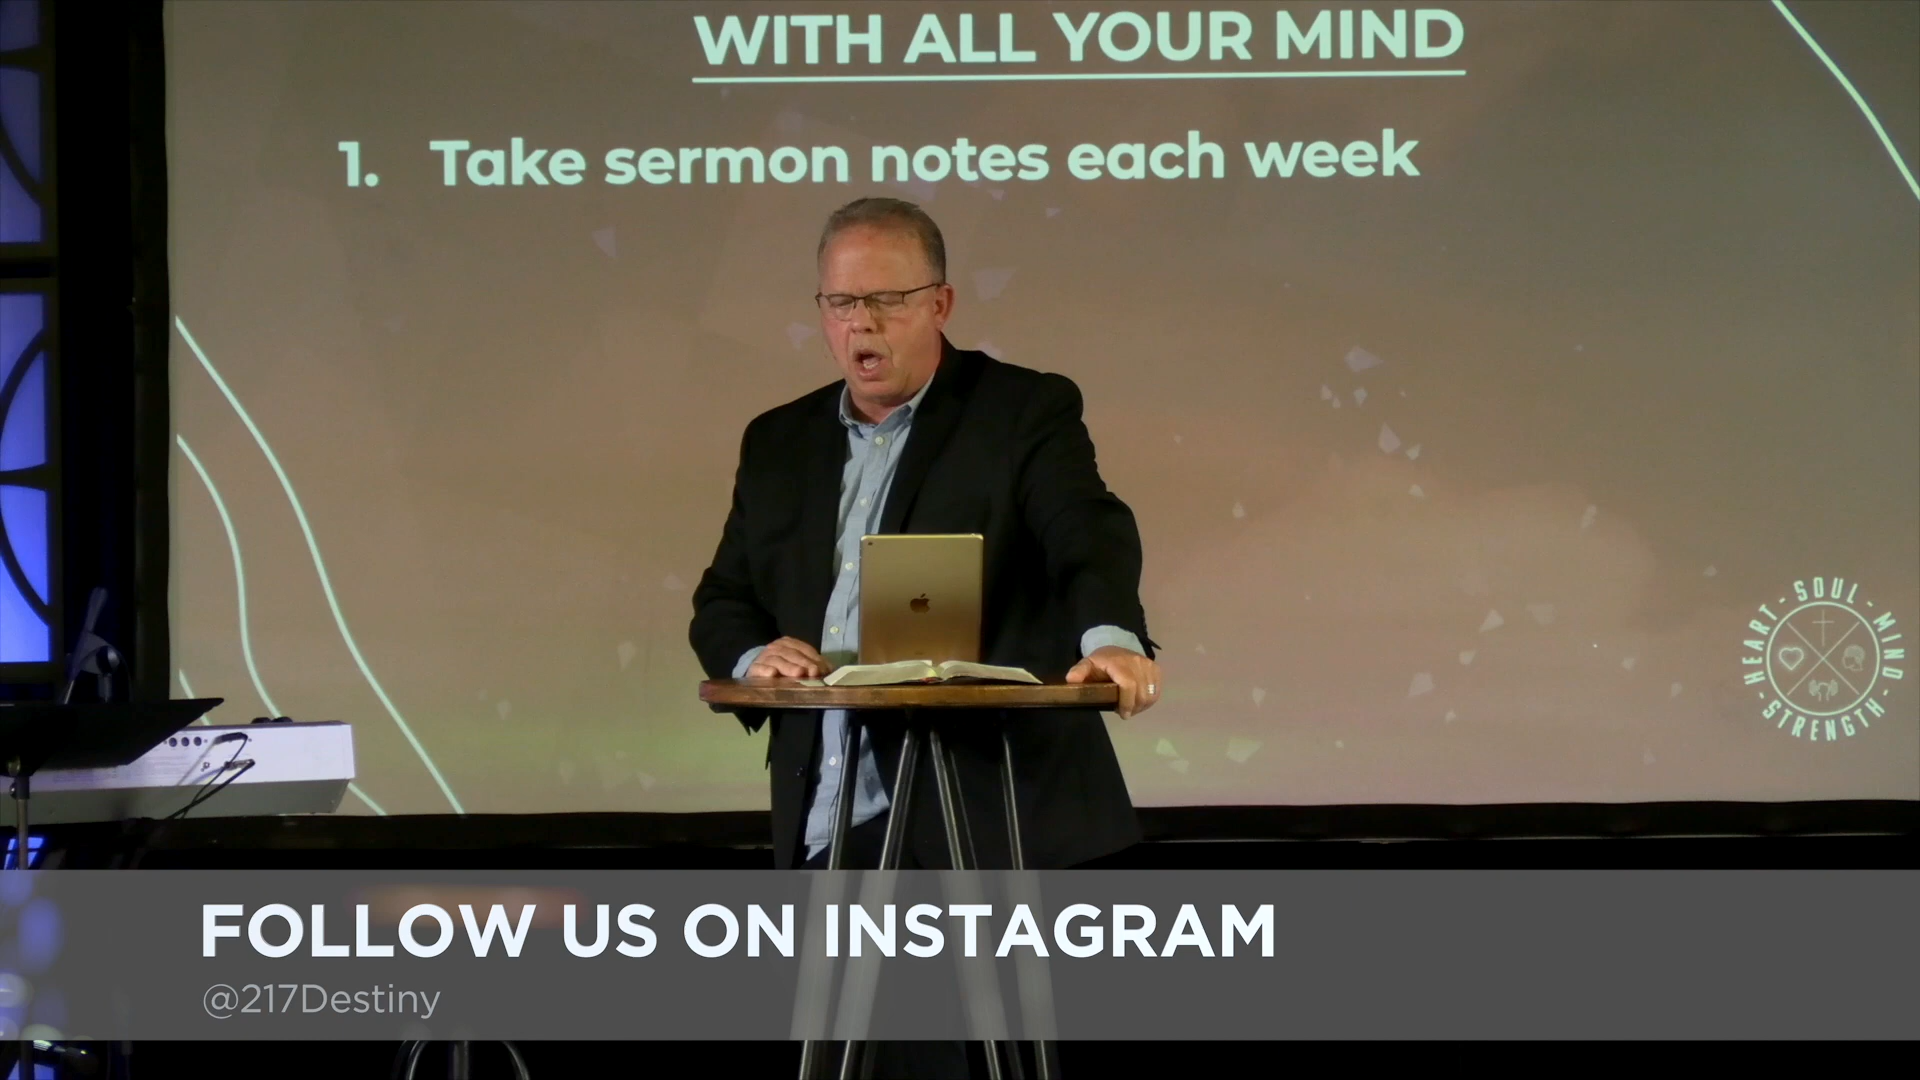 WITH ALL YOUR MIND
1. Take sermon notes each week
HEART - SOUL - MIND - STRENGTH -
FOLLOW US ON INSTAGRAM
@217Destiny